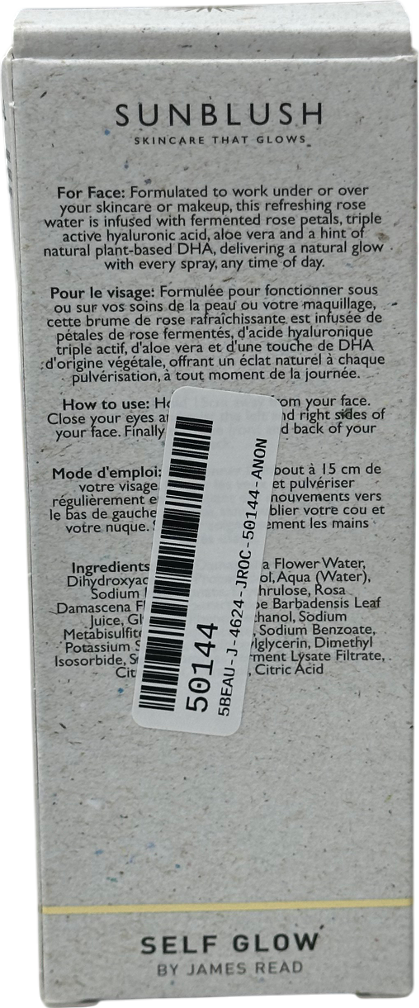 SUNBLUSH
SKINCARE THAT GLOWS
For Face: Formulated to work under or over
your skincare or makeup, this refreshing rose
water is infused with fermented rose petals, triple
active hyaluronic acid, aloe vera and a hint of
natural plant-based DHA, delivering a natural glow
with every spray, any time of day.
Pour le visage: Formulée pour fonctionner sous
ou sur vos soins de la peau ou votre maquillage,
cette brume de rose rafraîchissante est infusée de
pétales de rose fermentés, d'acide hyaluronique
triple actif, d'aloe vera et d'une touche de DHA
d'origine végétale, offrant un éclat naturel à chaque
pulvérisation, à tout moment de la journée.
How to use: from your face.
Close your eyes and right sides of
your face. Finally back of your
Mode d'emploi: à 15 cm de
votre visage et pulvériser
régulièrement mouvements vers
le bas de gauche votre cou et
votre nuque. les mains
Ingredients Flower Water,
Aqua (Water),
Sodium Rosa
Damascena Barbadensis Leaf
Juice, Sodium
Sodium Benzoate,
Potassium Dimethyl
Isosorbide, Lysate Filtrate,
Citric Acid
50144
5BEAU-J-4624-JROC-50144-ANON
SELF GLOW
BY JAMES READ